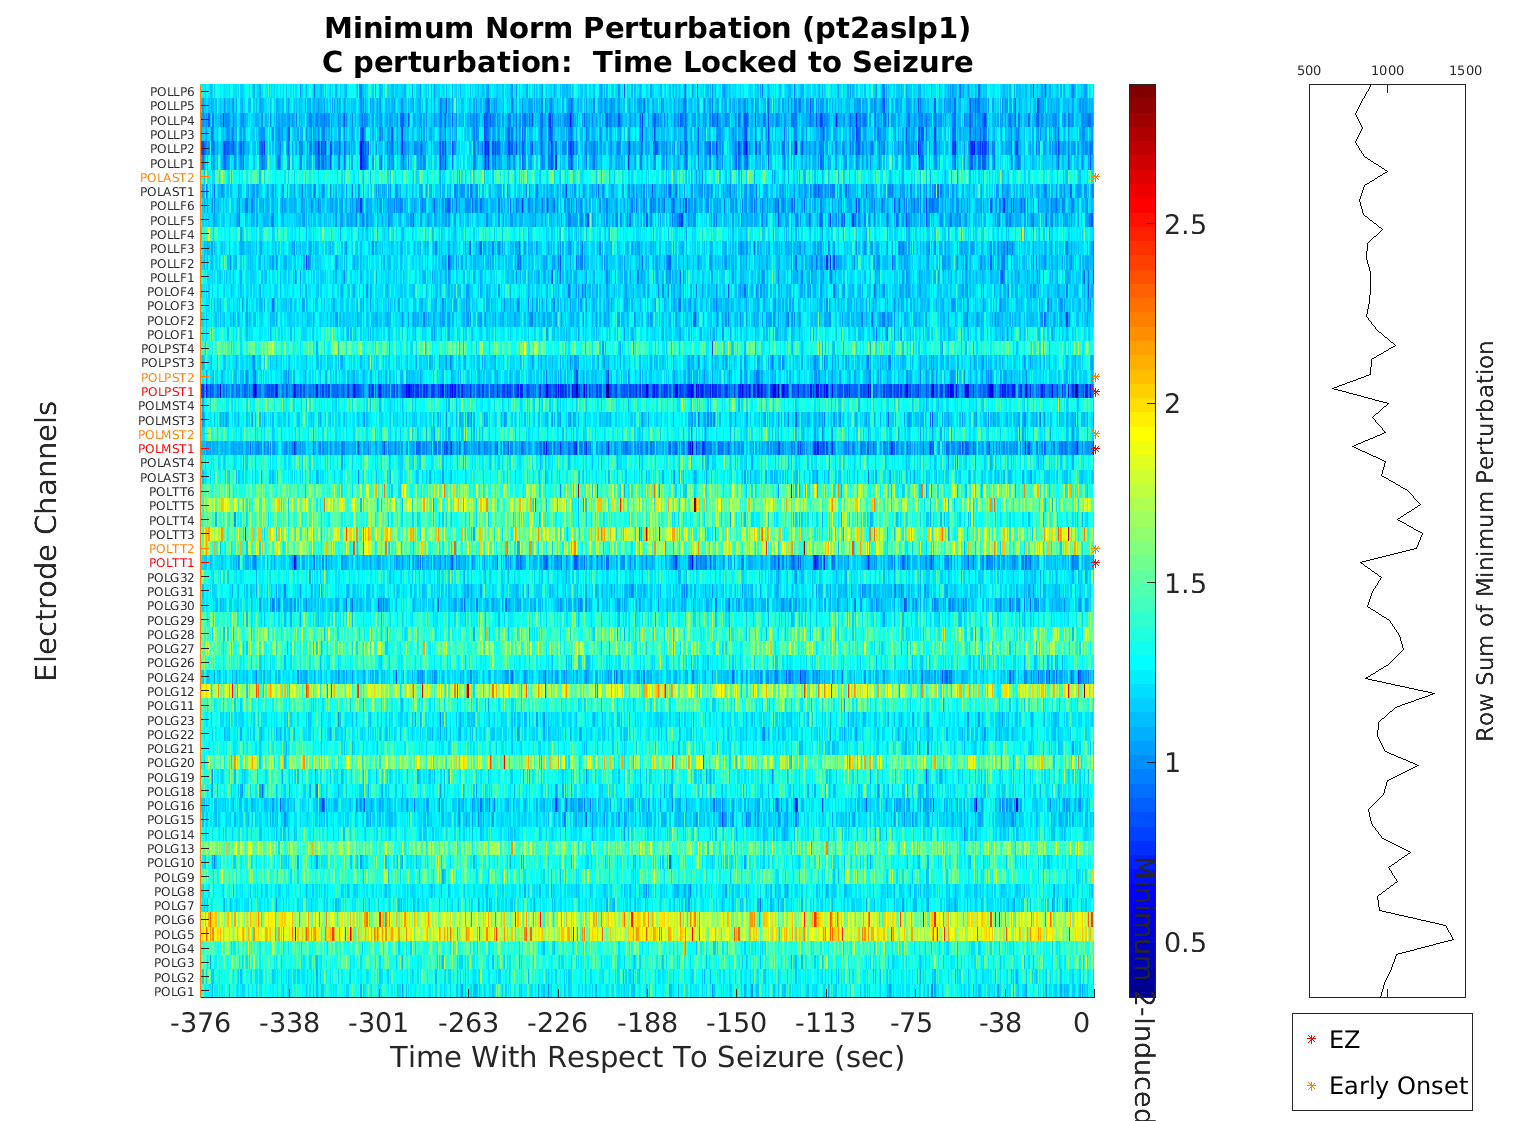 Minimum Norm Perturbation (pt2aslp1)
C perturbation:  Time Locked to Seizure
500 1000 1500
POLLP6
POLLP5
POLLP4
POLLP3
POLLP2
POLLP1
POLAST2
POLAST1
POLLF6
POLLF5
POLLF4
POLLF3
POLLF2
POLLF1
POLOF4
POLOF3
POLOF2
POLOF1
POLPST4
POLPST3
POLPST2
POLPST1
POLMST4
POLMST3
POLMST2
POLMST1
POLAST4
POLAST3
POLTT6
POLTT5
POLTT4
POLTT3
POLTT2
POLTT1
POLG32
POLG31
POLG30
POLG29
POLG28
POLG27
POLG26
POLG24
POLG12
POLG11
POLG23
POLG22
POLG21
POLG20
POLG19
POLG18
POLG16
POLG15
POLG14
POLG13
POLG10
POLG9
POLG8
POLG7
POLG6
POLG5
POLG4
POLG3
POLG2
POLG1
Electrode Channels
-376 -338 -301 -263 -226 -188 -150 -113 -75 -38 0
Time With Respect To Seizure (sec)
2.5
2
1.5
1
0.5
Minimum 2-Induced
Row Sum of Minimum Perturbation
EZ
Early Onset